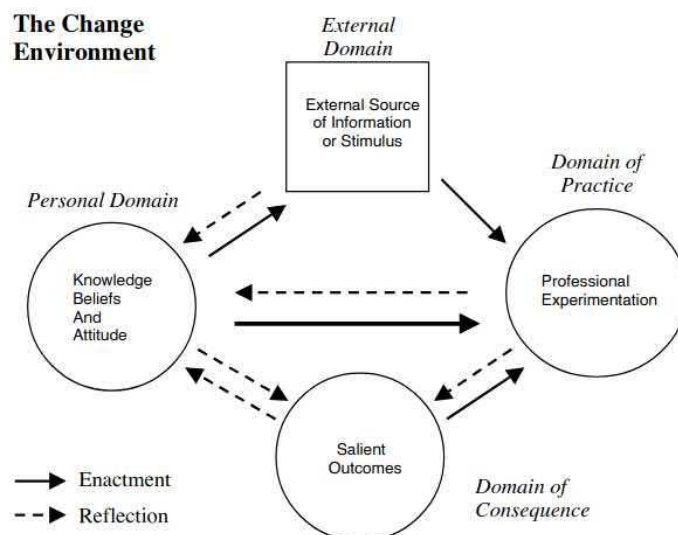 The Change
Environment
External
Domain
External Source
of Information
or Stimulus
Domain of
Practice
Personal Domain
Knowledge
Beliefs
And
Attitude
Professional
Experimentation
Salient
Outcomes
Enactment
Reflection
Domain of
Consequence